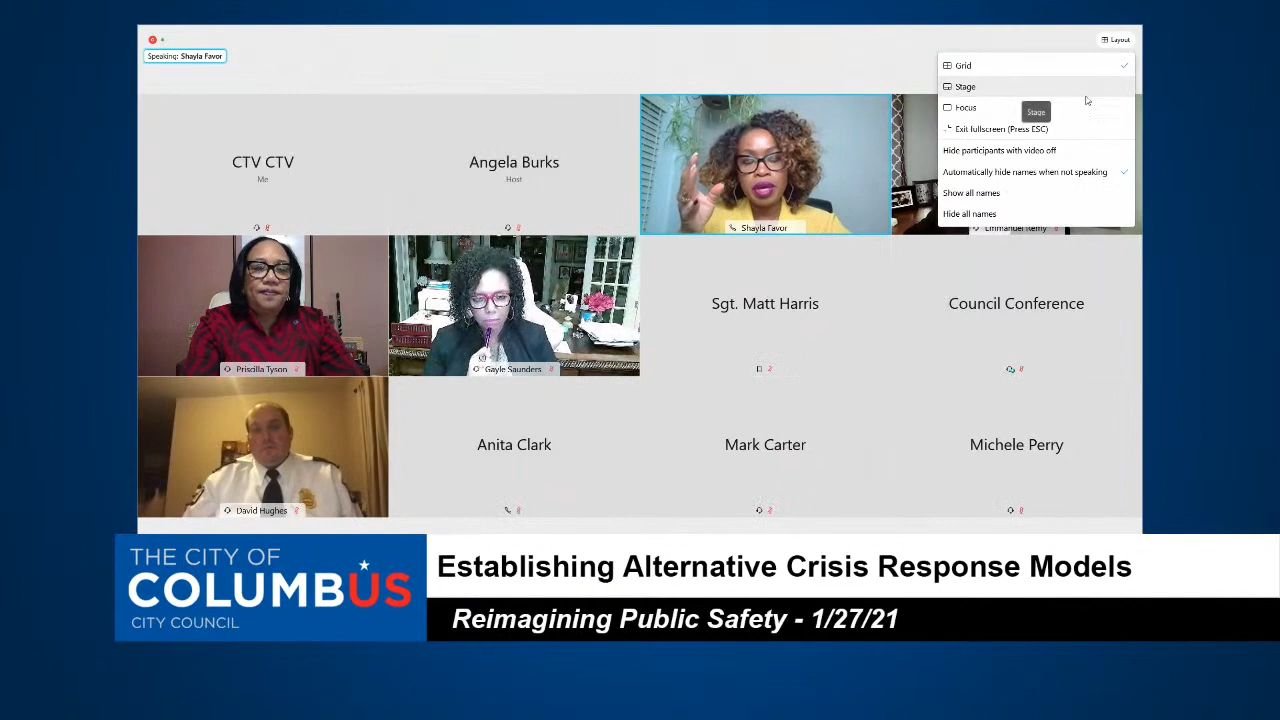 Layout
Speaking: Shayla Favor
Grid
Stage
Focus
Stage
Exit fullscreen (Press ESC)
Hide participants with video off
Automatically hide names when not speaking
Show all names
Hide all names
CTV CTV
Me
Angela Burks
Host
Shayla Favor
Emmanuel Remy
Priscilla Tyson
Gayle Saunders
Sgt. Matt Harris
Council Conference
David Hughes
Anita Clark
Mark Carter
Michele Perry
THE CITY OF
COLUMBUS
CITY COUNCIL
Establishing Alternative Crisis Response Models
Reimagining Public Safety - 1/27/21